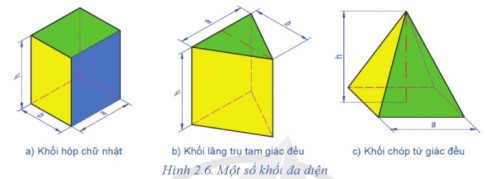 h
b
a
a) Khối hộp chữ nhật
h
a
b
b) Khối lăng trụ tam giác đều
h
a
c) Khối chóp tứ giác đều
Hình 2.6. Một số khối đa diện